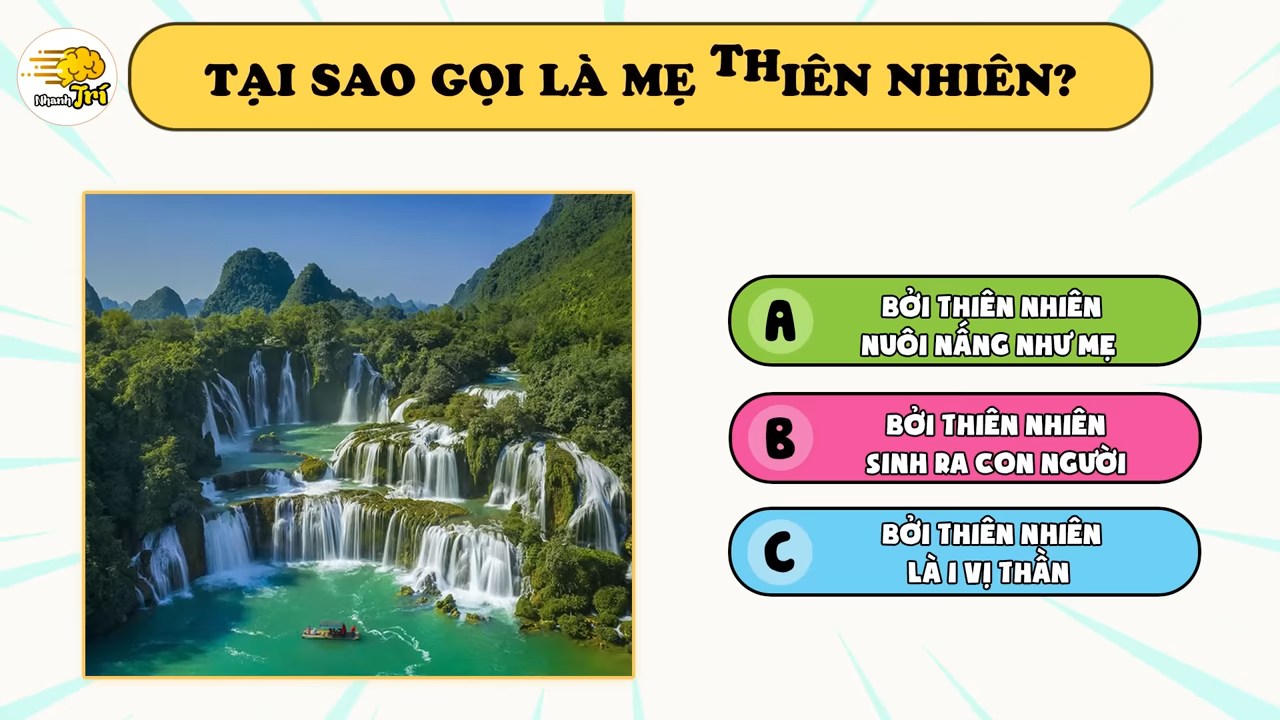 Nhanh Trí
TẠI SAO GỌI LÀ MẸ THIÊN NHIÊN?
A
BỞI THIÊN NHIÊN
NUÔI NẤNG NHƯ MẸ
B
BỞI THIÊN NHIÊN
SINH RA CON NGƯỜI
C
BỞI THIÊN NHIÊN
LÀ 1 VỊ THẦN